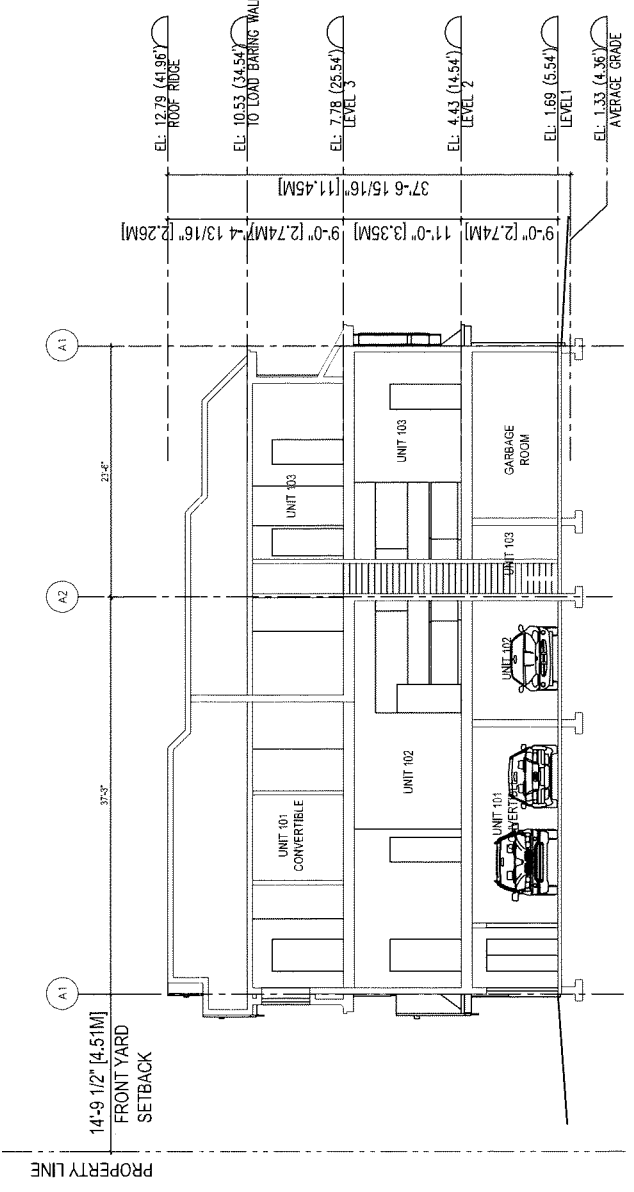 PROPERTY LINE
14'-9 1/2" [4.51M]
FRONT YARD
SETBACK
A1
37'-3"
A2
23'-6"
A1
EL: 12.79 (41.96')
ROOF RIDGE
EL: 10.53 (34.54')
TO LOAD BARING WALL
EL: 7.78 (25.54')
LEVEL 3
EL: 4.43 (14.54')
LEVEL 2
EL: 1.69 (5.54')
LEVEL1
EL: 1.33 (4.36')
AVERAGE GRADE
7'-4 13/16" [2.26M]
9'-0" [2.74M]
11'-0" [3.35M]
9'-0" [2.74M]
37'-6 15/16" [11.45M]
UNIT 101
CONVERTIBLE
UNIT 103
UNIT 102
UNIT 103
UNIT 101
UNIT 102
UNIT 103
GARBAGE
ROOM